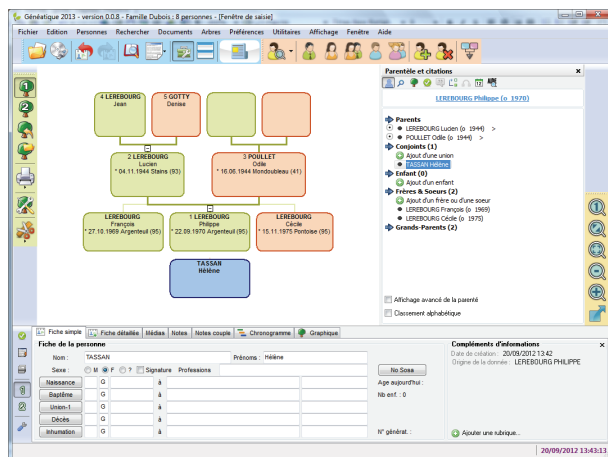 Généatique 2013 - version 0.0.8 - Famille Dubois : 8 personnes - [Fenêtre de saisie]
Fichier Edition Personnes Rechercher Documents Arbres Préférences Utilitaires Affichage Fenêtre Aide
4 LEREBOURG
Jean
5 GOTTY
Denise
2 LEREBOURG
Lucien
* 04.11.1944 Stains (93)
3 POULLET
Odile
* 16.06.1944 Mondoubleau (41)
LEREBOURG
François
* 27.10.1969 Argenteuil (95)
1 LEREBOURG
Philippe
* 22.09.1970 Argenteuil (95)
LEREBOURG
Cécile
* 15.11.1975 Pontoise (95)
TASSAN
Hélène
Parentèle et citations
LEREBOURG Philippe (o 1970)
Parents
LEREBOURG Lucien (o 1944) >
POULLET Odile (o 1944) >
Conjoints (1)
Ajout d'une union
TASSAN Hélène
Enfant (0)
Ajout d'un enfant
Frères & Soeurs (2)
Ajout d'un frère ou d'une soeur
LEREBOURG François (o 1969)
LEREBOURG Cécile (o 1975)
Grands-Parents (2)
Affichage avancé de la parenté
Classement alphabétique
Fiche simple Fiche détaillée Médias Notes Notes couple Chronogramme Graphique
Fiche de la personne
Nom : TASSAN Prénoms : Hélène
Sexe : M F ? Signature Professions No Sosa
Naissance G à Age aujourd'hui :
Baptême G à Nb enf. : 0
Union-1 G à
Décès G à
Inhumation G à N° générat. :
Compléments d'informations
Date de création : 20/09/2012 13:42
Origine de la donnée : LEREBOURG PHILIPPE
Ajouter une rubrique...
20/09/2012 13:43:13